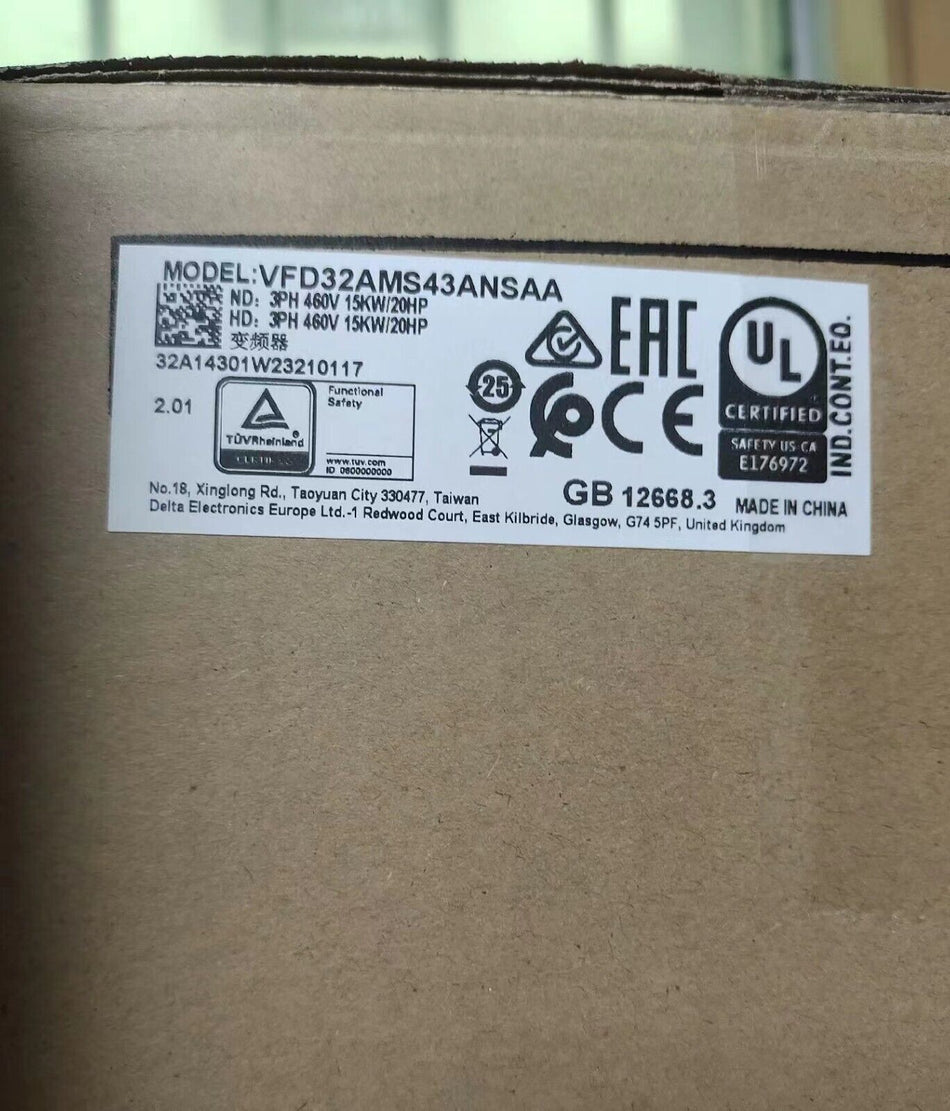 MODEL:VFD32AMS43ANSAA
ND: 3PH 460V 15KW/20HP
HD: 3PH 460V 15KW/20HP
变频器
32A14301W23210117
2.01
TÜVRheinland®
CERTIFIED
Functional
Safety
www.tuv.com
ID 0600000000
25
EAC
CE
UL
CERTIFIED
SAFETY US CA
E176972
IND.CONT.EQ.
No.18, Xinglong Rd., Taoyuan City 330477, Taiwan
GB 12668.3
MADE IN CHINA
Delta Electronics Europe Ltd.-1 Redwood Court, East Kilbride, Glasgow, G74 5PF, United Kingdom